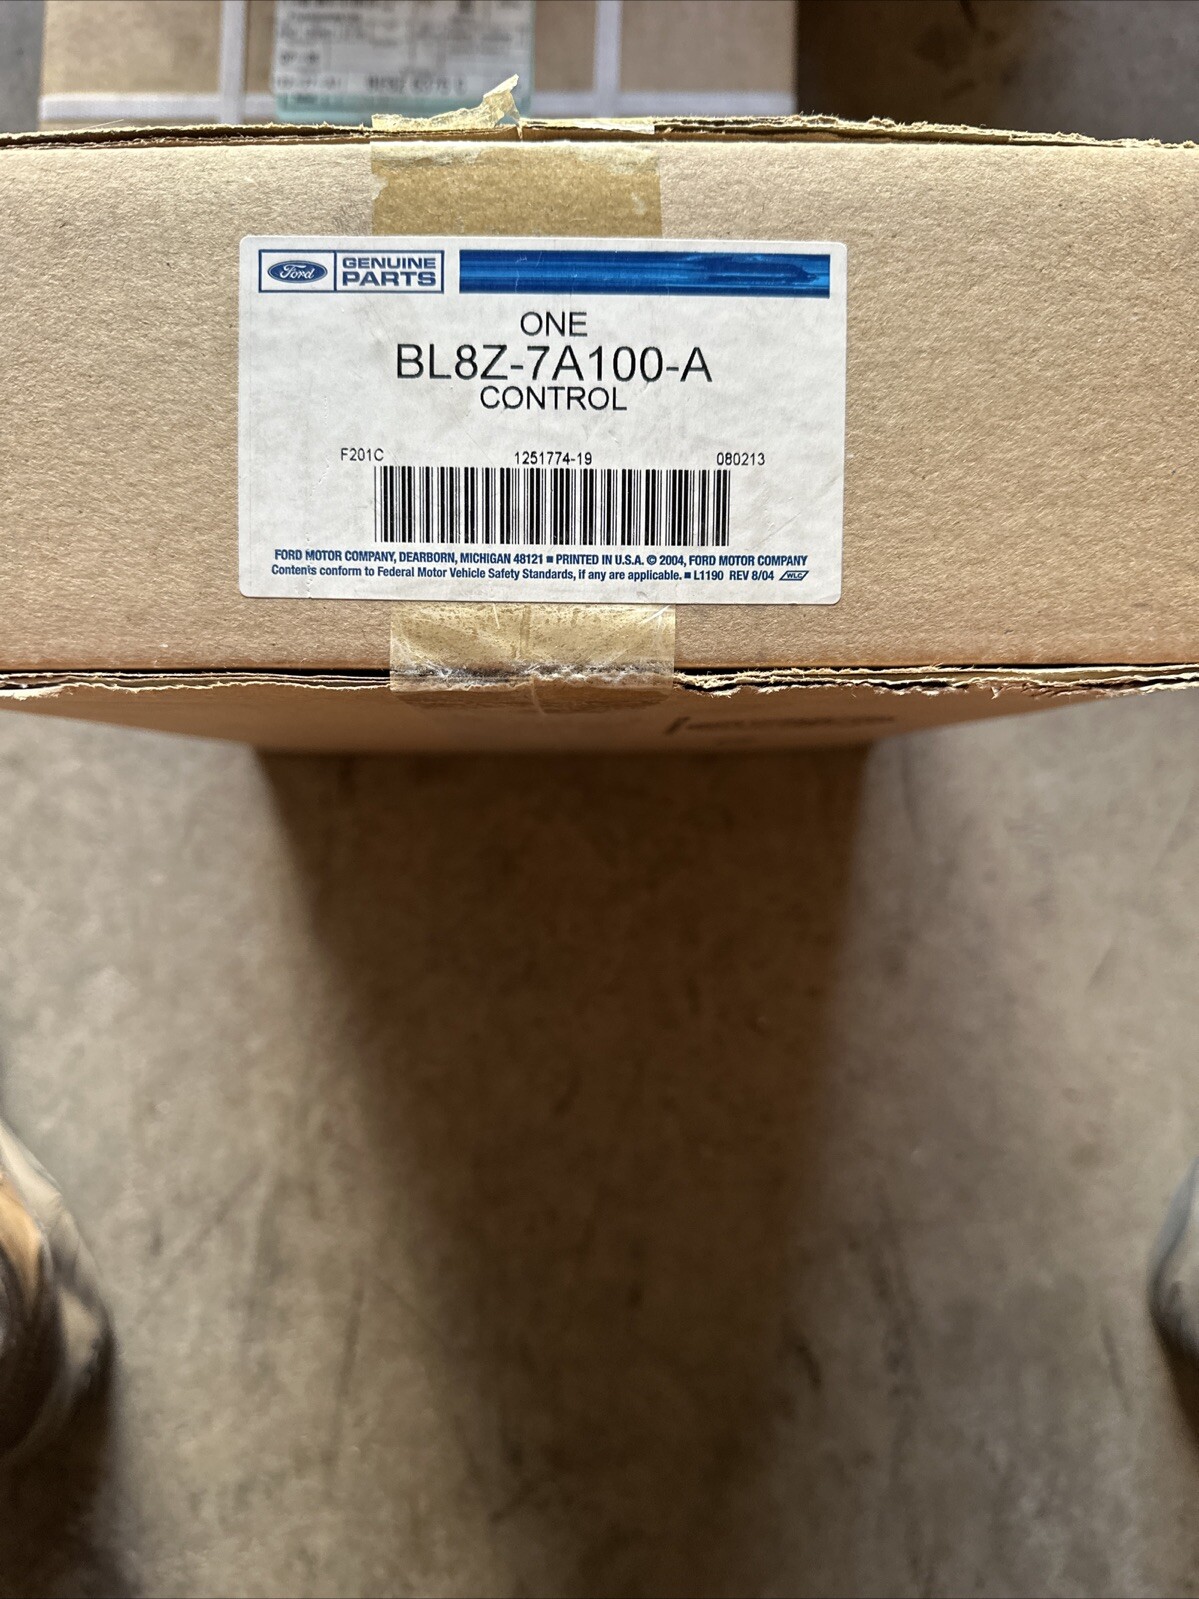 Ford GENUINE PARTS
ONE
BL8Z-7A100-A
CONTROL
F201C 1251774-19 080213
FORD MOTOR COMPANY, DEARBORN, MICHIGAN 48121 ■ PRINTED IN U.S.A. © 2004, FORD MOTOR COMPANY
Contents conform to Federal Motor Vehicle Safety Standards, if any are applicable. ■ L1190 REV 8/04 WLC